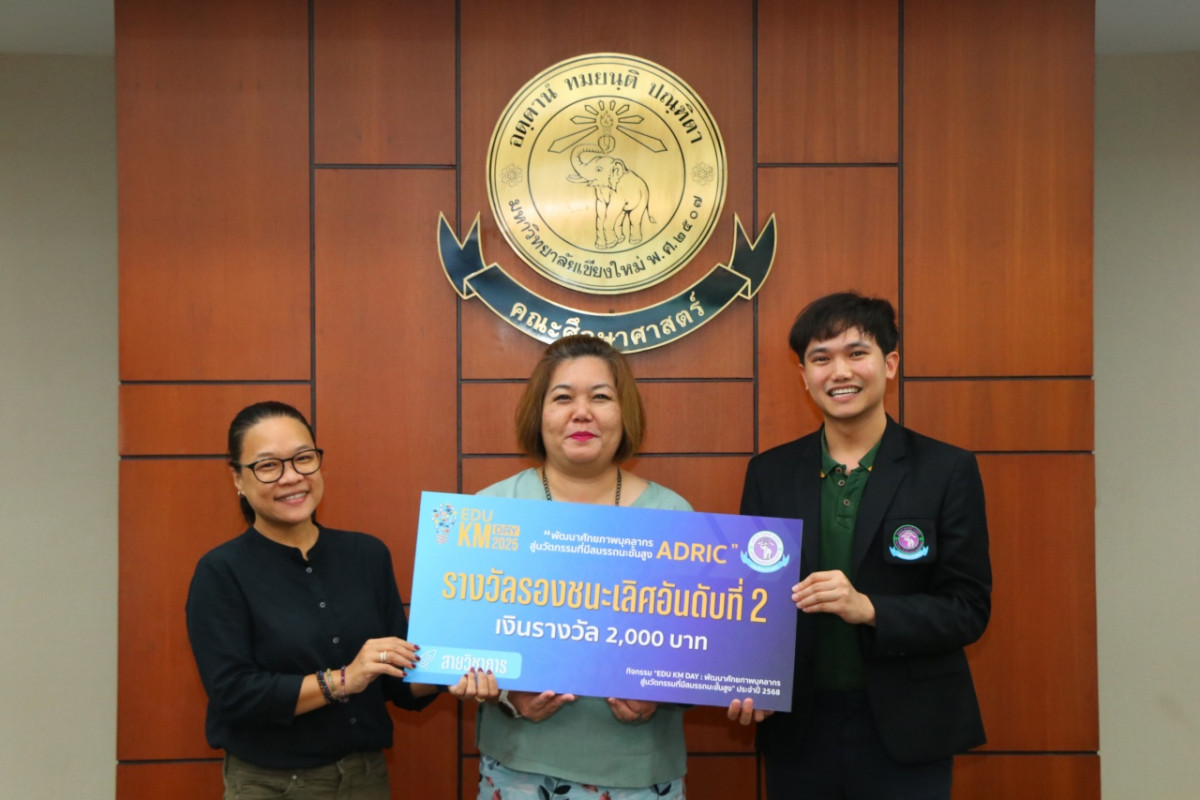 อตฺตานํ ทมยนฺติ ปณฺฑิตา
มหาวิทยาลัยเชียงใหม่ พ.ศ.๒๕๐๗
คณะศึกษาศาสตร์
EDU
KM DAY
2025
"พัฒนาศักยภาพบุคลากร
สู่นวัตกรรมที่มีสมรรถนะขั้นสูง ADRIC"
รางวัลรองชนะเลิศอันดับที่ 2
เงินรางวัล 2,000 บาท
สายวิชาการ
กิจกรรม "EDU KM DAY : พัฒนาศักยภาพบุคลากร
สู่นวัตกรรมที่มีสมรรถนะขั้นสูง" ประจำปี 2568